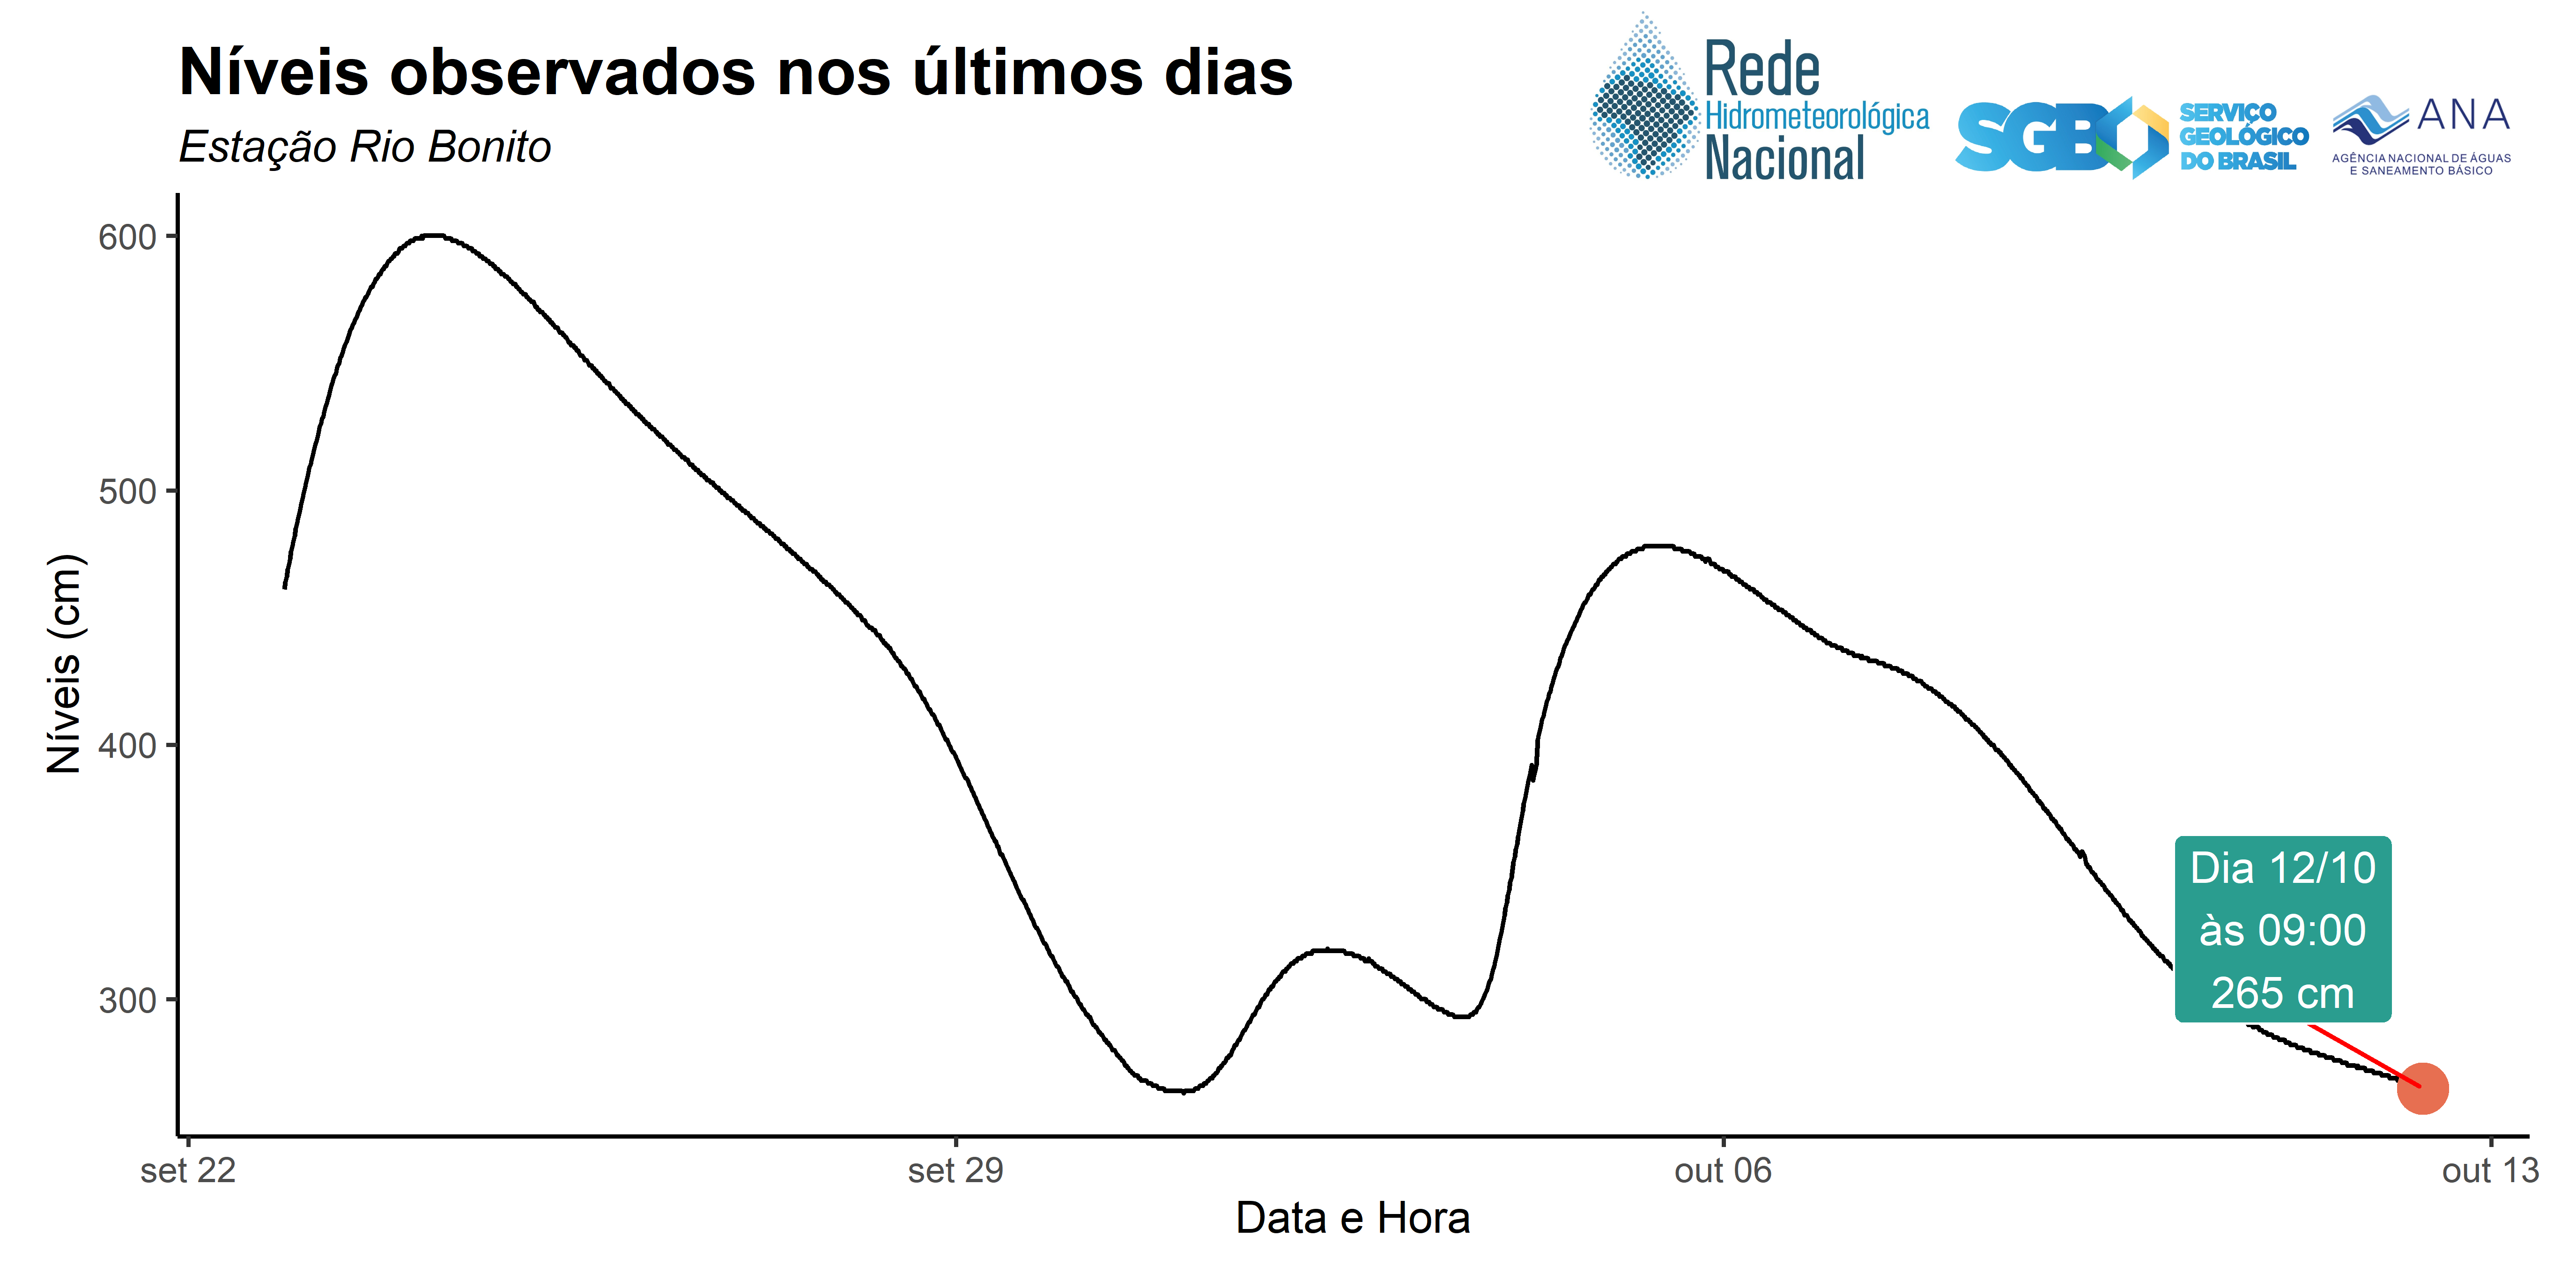 Níveis observados nos últimos dias
Estação Rio Bonito
Rede
Hidrometeorológica
Nacional
SGB
SERVIÇO
GEOLÓGICO
DO BRASIL
ANA
AGÊNCIA NACIONAL DE ÁGUAS
E SANEAMENTO BÁSICO
600
500
400
300
Níveis (cm)
Dia 12/10
às 09:00
265 cm
set 22
set 29
out 06
out 13
Data e Hora